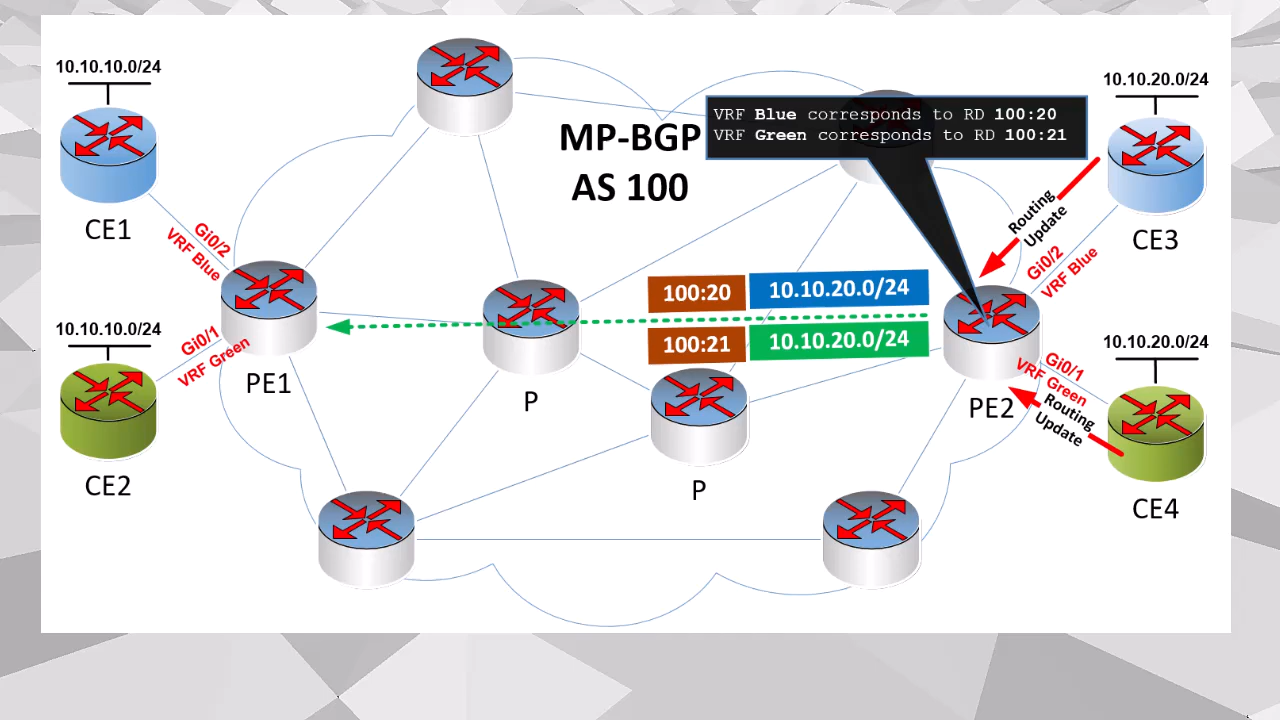 10.10.10.0/24
CE1
Gi0/2
VRF Blue
10.10.10.0/24
CE2
Gi0/1
VRF Green
PE1
MP-BGP
AS 100
VRF Blue corresponds to RD 100:20
VRF Green corresponds to RD 100:21
100:20 10.10.20.0/24
100:21 10.10.20.0/24
P
P
PE2
10.10.20.0/24
CE3
Routing
Update
Gi0/2
VRF Blue
10.10.20.0/24
CE4
Gi0/1
VRF Green
Routing
Update